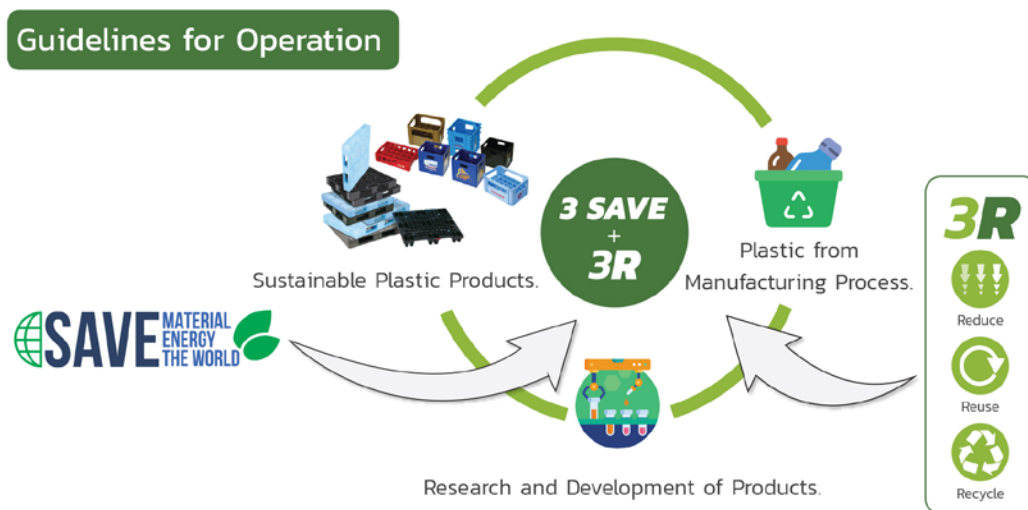 Guidelines for Operation
3 SAVE
+
3R
Sustainable Plastic Products.
Plastic from
Manufacturing Process.
SAVE
MATERIAL
ENERGY
THE WORLD
3R
Reduce
Reuse
Recycle
Research and Development of Products.